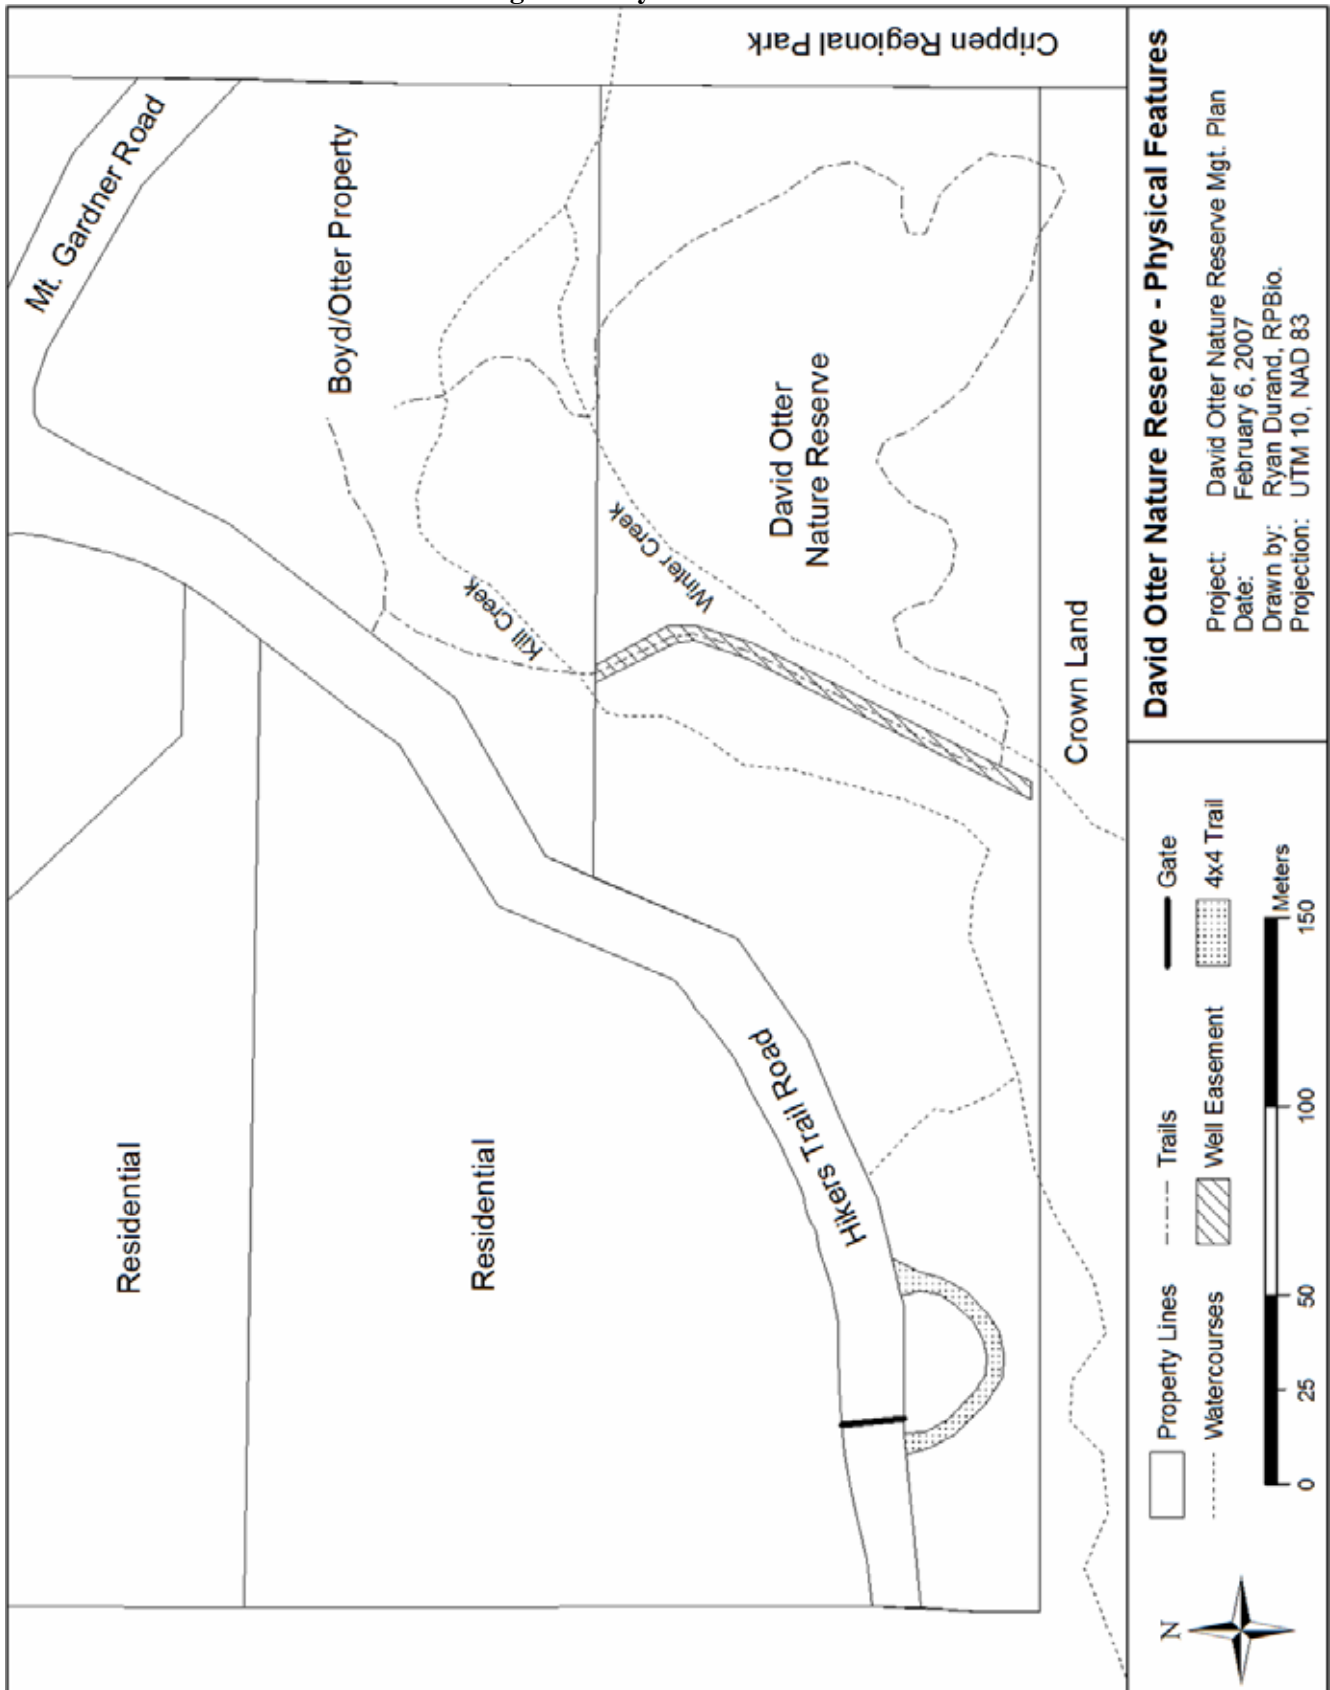 Crippen Regional Park
Mt. Gardner Road
Boyd/Otter Property
David Otter
Nature Reserve
Kill Creek
Winter Creek
Crown Land
Residential
Residential
Hikers Trail Road
David Otter Nature Reserve - Physical Features
Project: David Otter Nature Reserve Mgt. Plan
Date: February 6, 2007
Drawn by: Ryan Durand, RPBio.
Projection: UTM 10, NAD 83
N
Property Lines
Trails
Gate
Watercourses
Well Easement
4x4 Trail
0 25 50 100 150
Meters